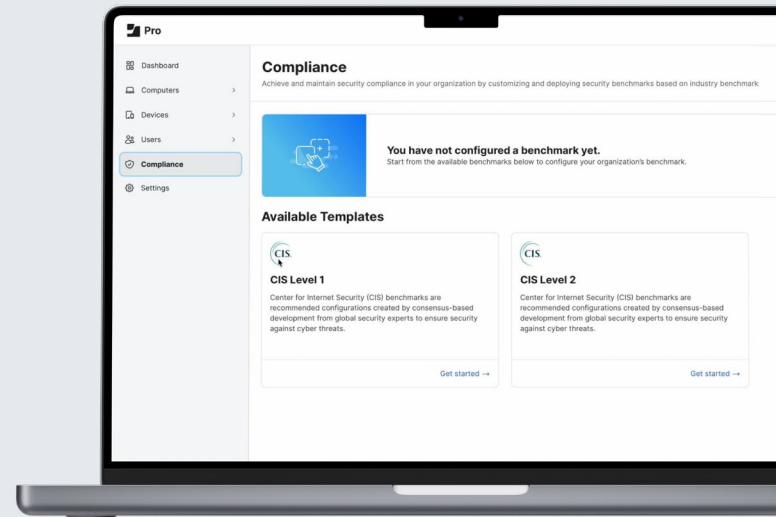 Pro
Dashboard
Computers
Devices
Users
Compliance
Settings
Compliance
Achieve and maintain security compliance in your organization by customizing and deploying security benchmarks based on industry benchmark
You have not configured a benchmark yet.
Start from the available benchmarks below to configure your organization's benchmark.
Available Templates
CIS.
CIS Level 1
Center for Internet Security (CIS) benchmarks are
recommended configurations created by consensus-based
development from global security experts to ensure security
against cyber threats.
Get started →
CIS.
CIS Level 2
Center for Internet Security (CIS) benchmarks are
recommended configurations created by consensus-based
development from global security experts to ensure security
against cyber threats.
Get started →